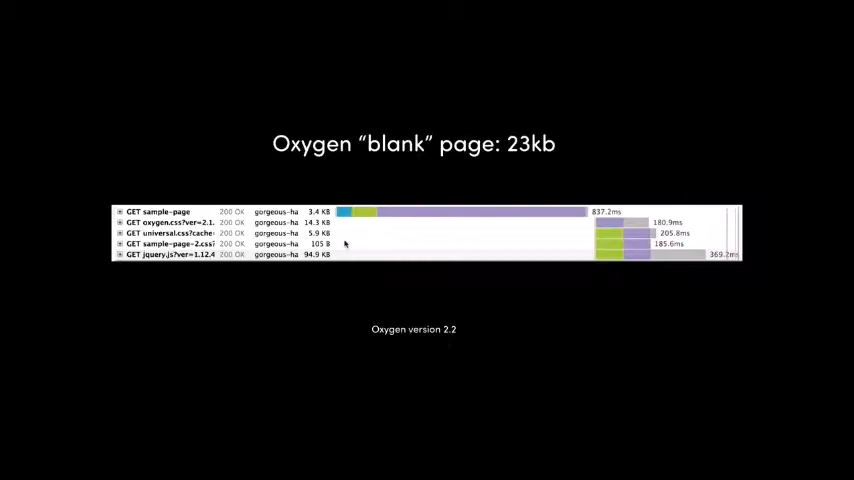 Oxygen “blank” page: 23kb
GET sample-page 200 OK gorgeous-ha 3.4 KB 837.2ms
GET oxygen.css?ver=2.1. 200 OK gorgeous-ha 14.3 KB 180.9ms
GET universal.css?cache: 200 OK gorgeous-ha 5.9 KB 205.8ms
GET sample-page-2.css? 200 OK gorgeous-ha 105 B 185.6ms
GET jquery.js?ver=1.12.4 200 OK gorgeous-ha 94.9 KB 369.2ms
Oxygen version 2.2